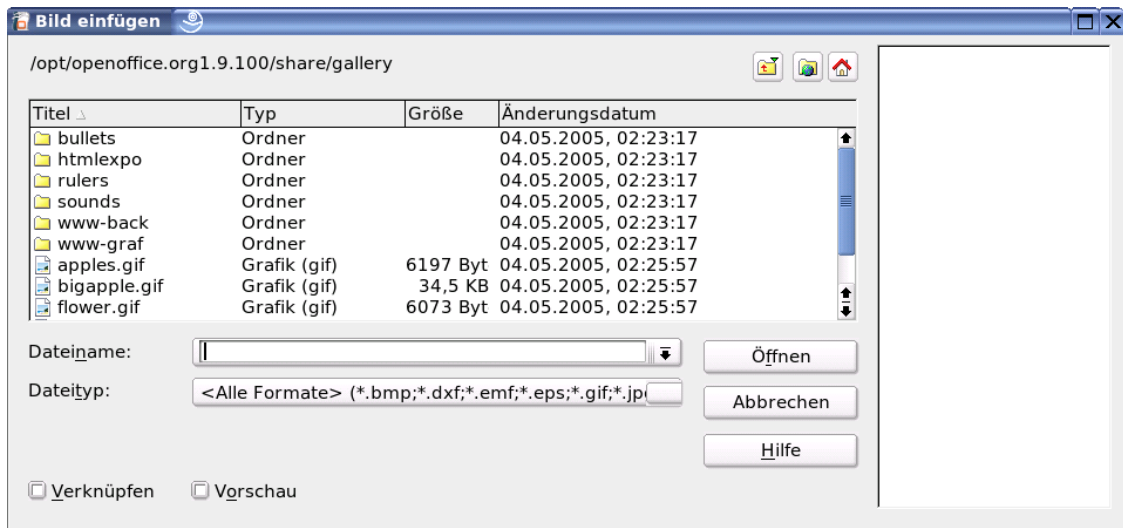 Bild einfügen
/opt/openoffice.org1.9.100/share/gallery
Titel Typ Größe Änderungsdatum
bullets Ordner 04.05.2005, 02:23:17
htmlexpo Ordner 04.05.2005, 02:23:17
rulers Ordner 04.05.2005, 02:23:17
sounds Ordner 04.05.2005, 02:23:17
www-back Ordner 04.05.2005, 02:23:17
www-graf Ordner 04.05.2005, 02:23:17
apples.gif Grafik (gif) 6197 Byt 04.05.2005, 02:25:57
bigapple.gif Grafik (gif) 34,5 KB 04.05.2005, 02:25:57
flower.gif Grafik (gif) 6073 Byt 04.05.2005, 02:25:57
Dateiname: Öffnen
Dateityp: <Alle Formate> (*.bmp;*.dxf;*.emf;*.eps;*.gif;*.jp
Abbrechen
Hilfe
Verknüpfen Vorschau